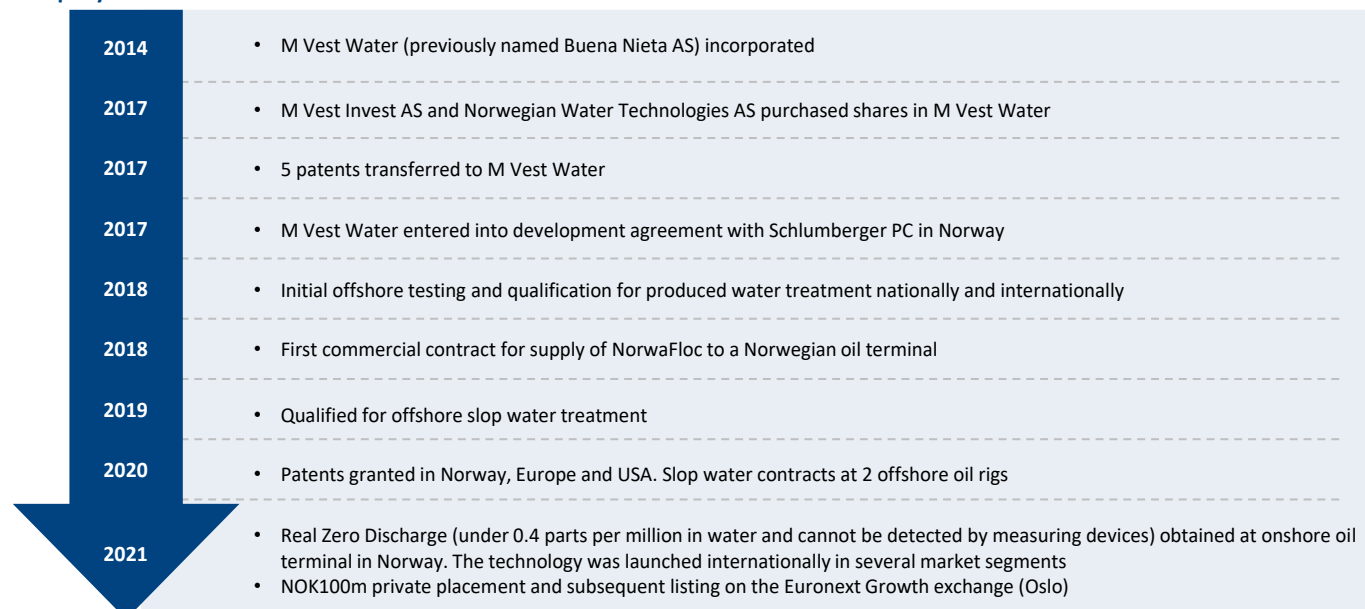 2014
• M Vest Water (previously named Buena Nieta AS) incorporated
2017
• M Vest Invest AS and Norwegian Water Technologies AS purchased shares in M Vest Water
2017
• 5 patents transferred to M Vest Water
2017
• M Vest Water entered into development agreement with Schlumberger PC in Norway
2018
• Initial offshore testing and qualification for produced water treatment nationally and internationally
2018
• First commercial contract for supply of NorwaFloc to a Norwegian oil terminal
2019
• Qualified for offshore slop water treatment
2020
• Patents granted in Norway, Europe and USA. Slop water contracts at 2 offshore oil rigs
2021
• Real Zero Discharge (under 0.4 parts per million in water and cannot be detected by measuring devices) obtained at onshore oil
terminal in Norway. The technology was launched internationally in several market segments
• NOK100m private placement and subsequent listing on the Euronext Growth exchange (Oslo)